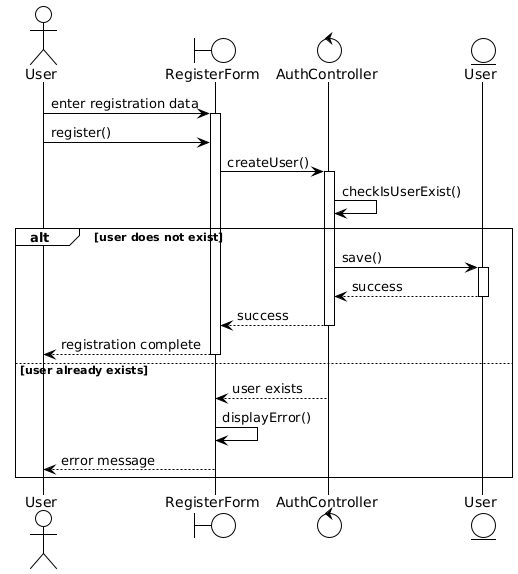 User RegisterForm AuthController User
enter registration data
register()
createUser()
checkIsUserExist()
alt [user does not exist]
save()
success
success
registration complete
[user already exists]
user exists
displayError()
error message
User RegisterForm AuthController User